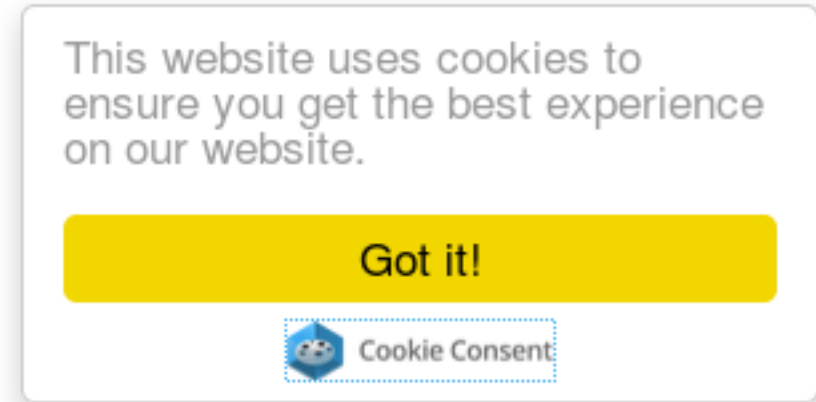 This website uses cookies to
ensure you get the best experience
on our website.
Got it!
Cookie Consent